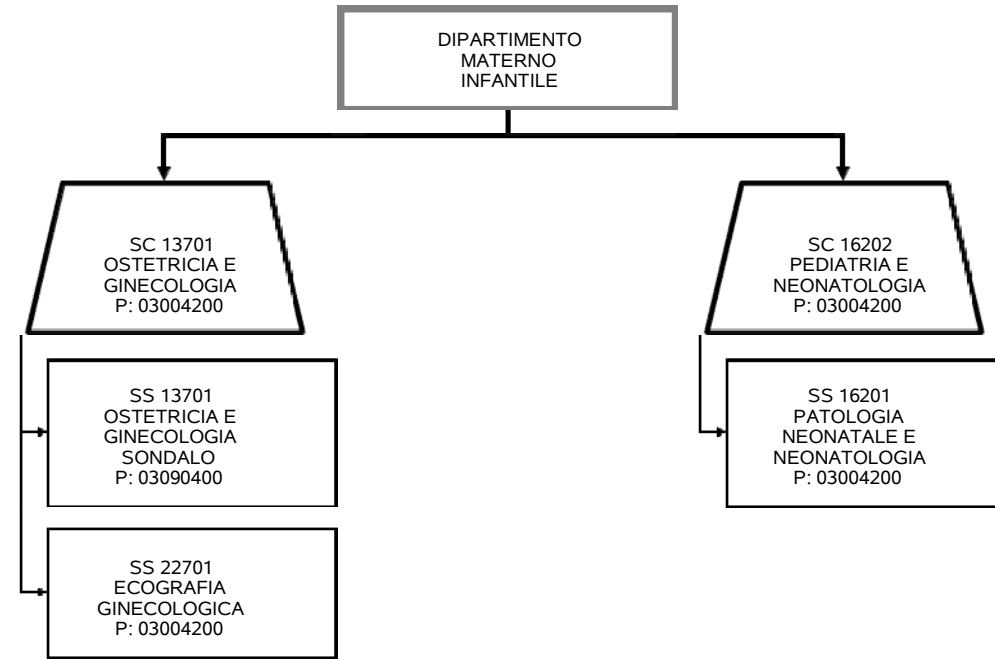 DIPARTIMENTO
MATERNO
INFANTILE
SC 13701
OSTETRICIA E
GINECOLOGIA
P: 03004200
SC 16202
PEDIATRIA E
NEONATOLOGIA
P: 03004200
SS 13701
OSTETRICIA E
GINECOLOGIA
SONDALO
P: 03090400
SS 16201
PATOLOGIA
NEONATALE E
NEONATOLOGIA
P: 03004200
SS 22701
ECOGRAFIA
GINECOLOGICA
P: 03004200